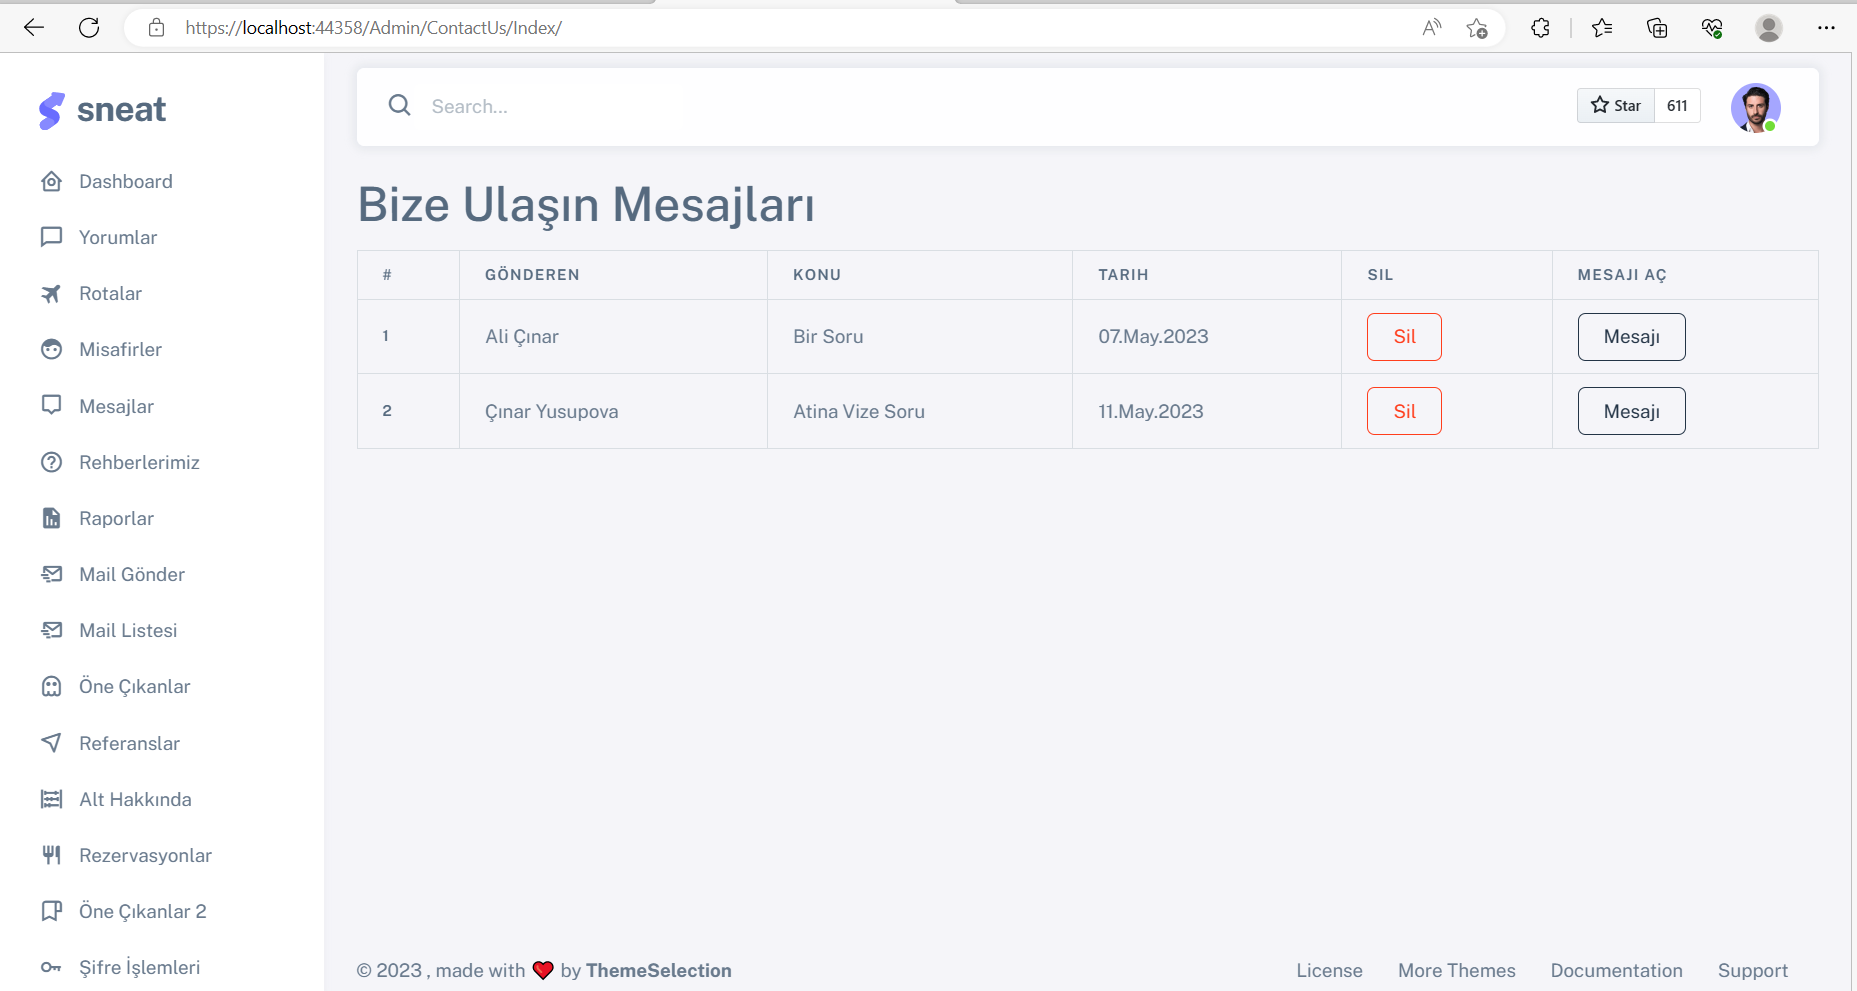 https://localhost:44358/Admin/ContactUs/Index/
sneat
Search...
Star 611
Dashboard
Yorumlar
Rotalar
Misafirler
Mesajlar
Rehberlerimiz
Raporlar
Mail Gönder
Mail Listesi
Öne Çıkanlar
Referanslar
Alt Hakkında
Rezervasyonlar
Öne Çıkanlar 2
Şifre İşlemleri
Bize Ulaşın Mesajları
# GÖNDEREN KONU TARIH SIL MESAJI AÇ
1 Ali Çınar Bir Soru 07.May.2023 Sil Mesajı
2 Çınar Yusupova Atina Vize Soru 11.May.2023 Sil Mesajı
© 2023 , made with ❤️ by ThemeSelection
License More Themes Documentation Support